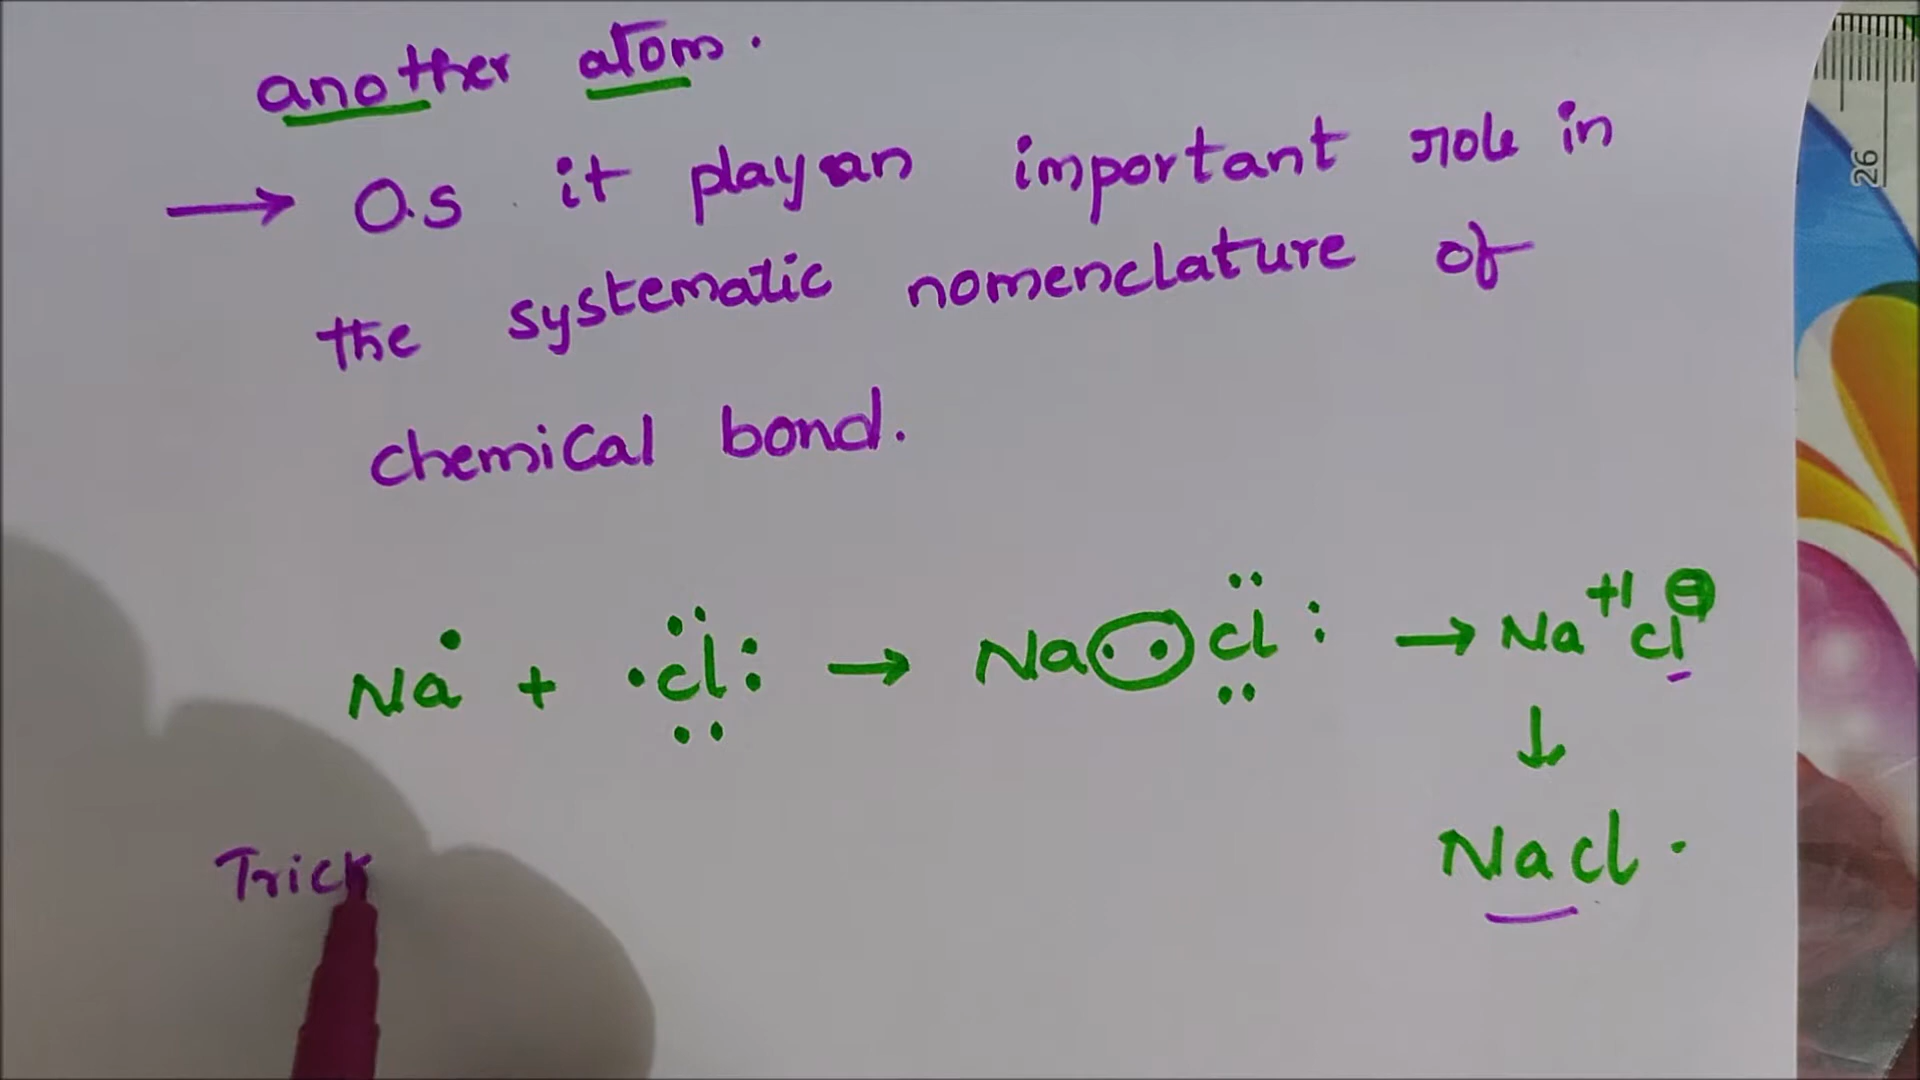 another atom.
→ O.S it play an important role in
the systematic nomenclature of
chemical bond.
Na• + •Cl: → Na••Cl: → Na+1 Cl⊖
↓
NaCl.
Trick
26